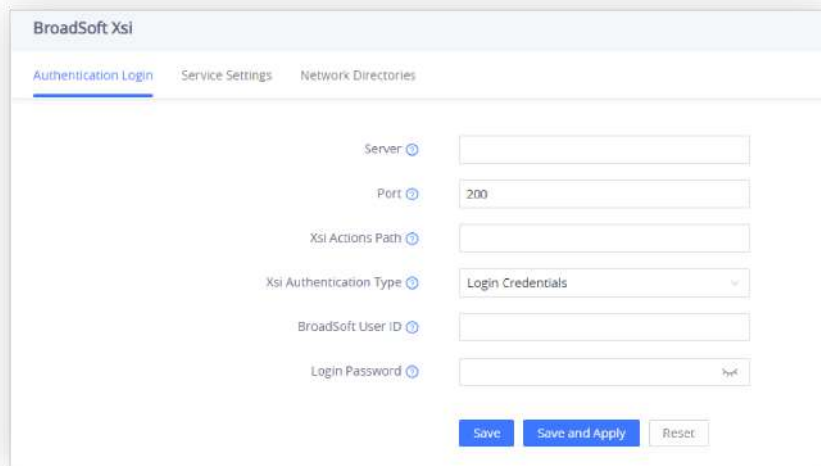 BroadSoft Xsi
Authentication Login Service Settings Network Directories
Server
Port 200
Xsi Actions Path
Xsi Authentication Type Login Credentials
BroadSoft User ID
Login Password
Save Save and Apply Reset